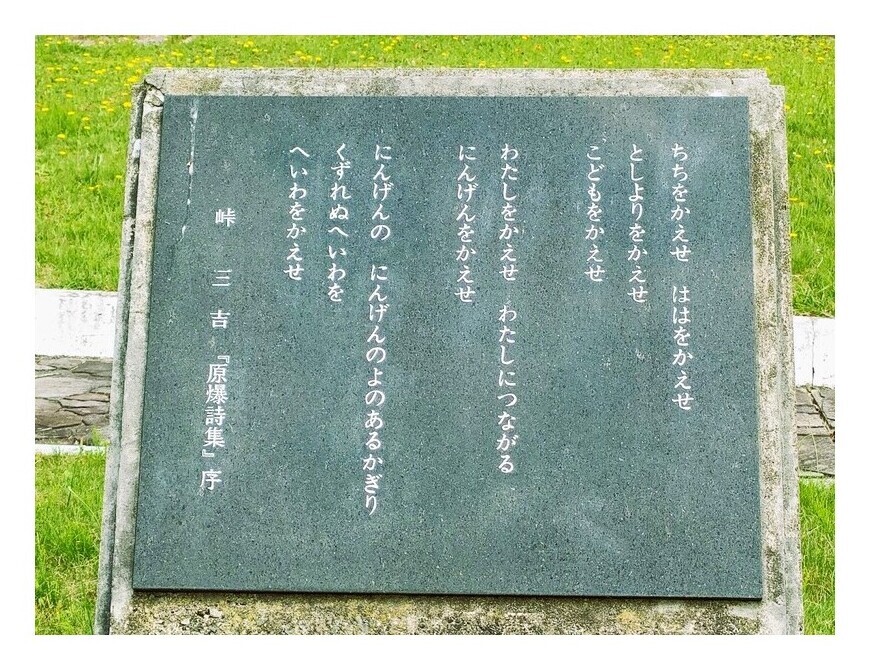 ちちをかえせ　ははをかえせ
としよりをかえせ
こどもをかえせ
わたしをかえせ　わたしにつながる
にんげんをかえせ
にんげんの　にんげんのよのあるかぎり
くずれぬへいわを
へいわをかえせ
峠　三　吉『原爆詩集』序